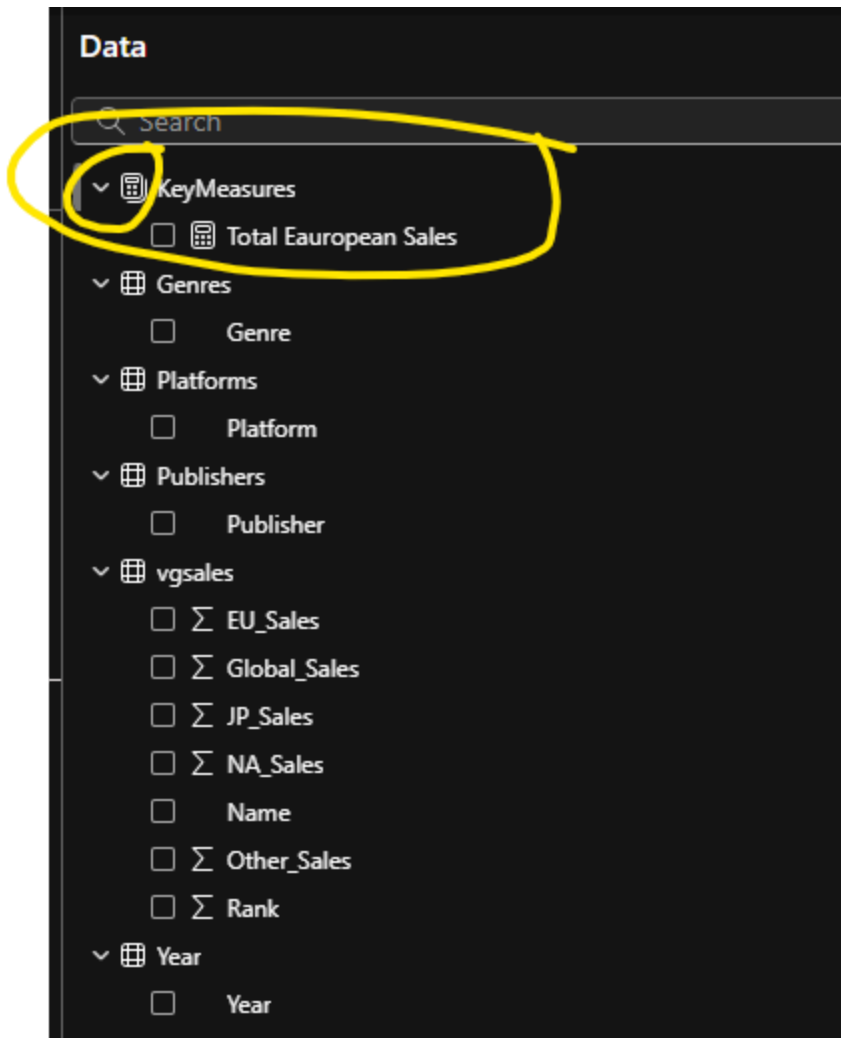 Data
Search
KeyMeasures
Total Eauropean Sales
Genres
Genre
Platforms
Platform
Publishers
Publisher
vgsales
Σ EU_Sales
Σ Global_Sales
Σ JP_Sales
Σ NA_Sales
Name
Σ Other_Sales
Σ Rank
Year
Year